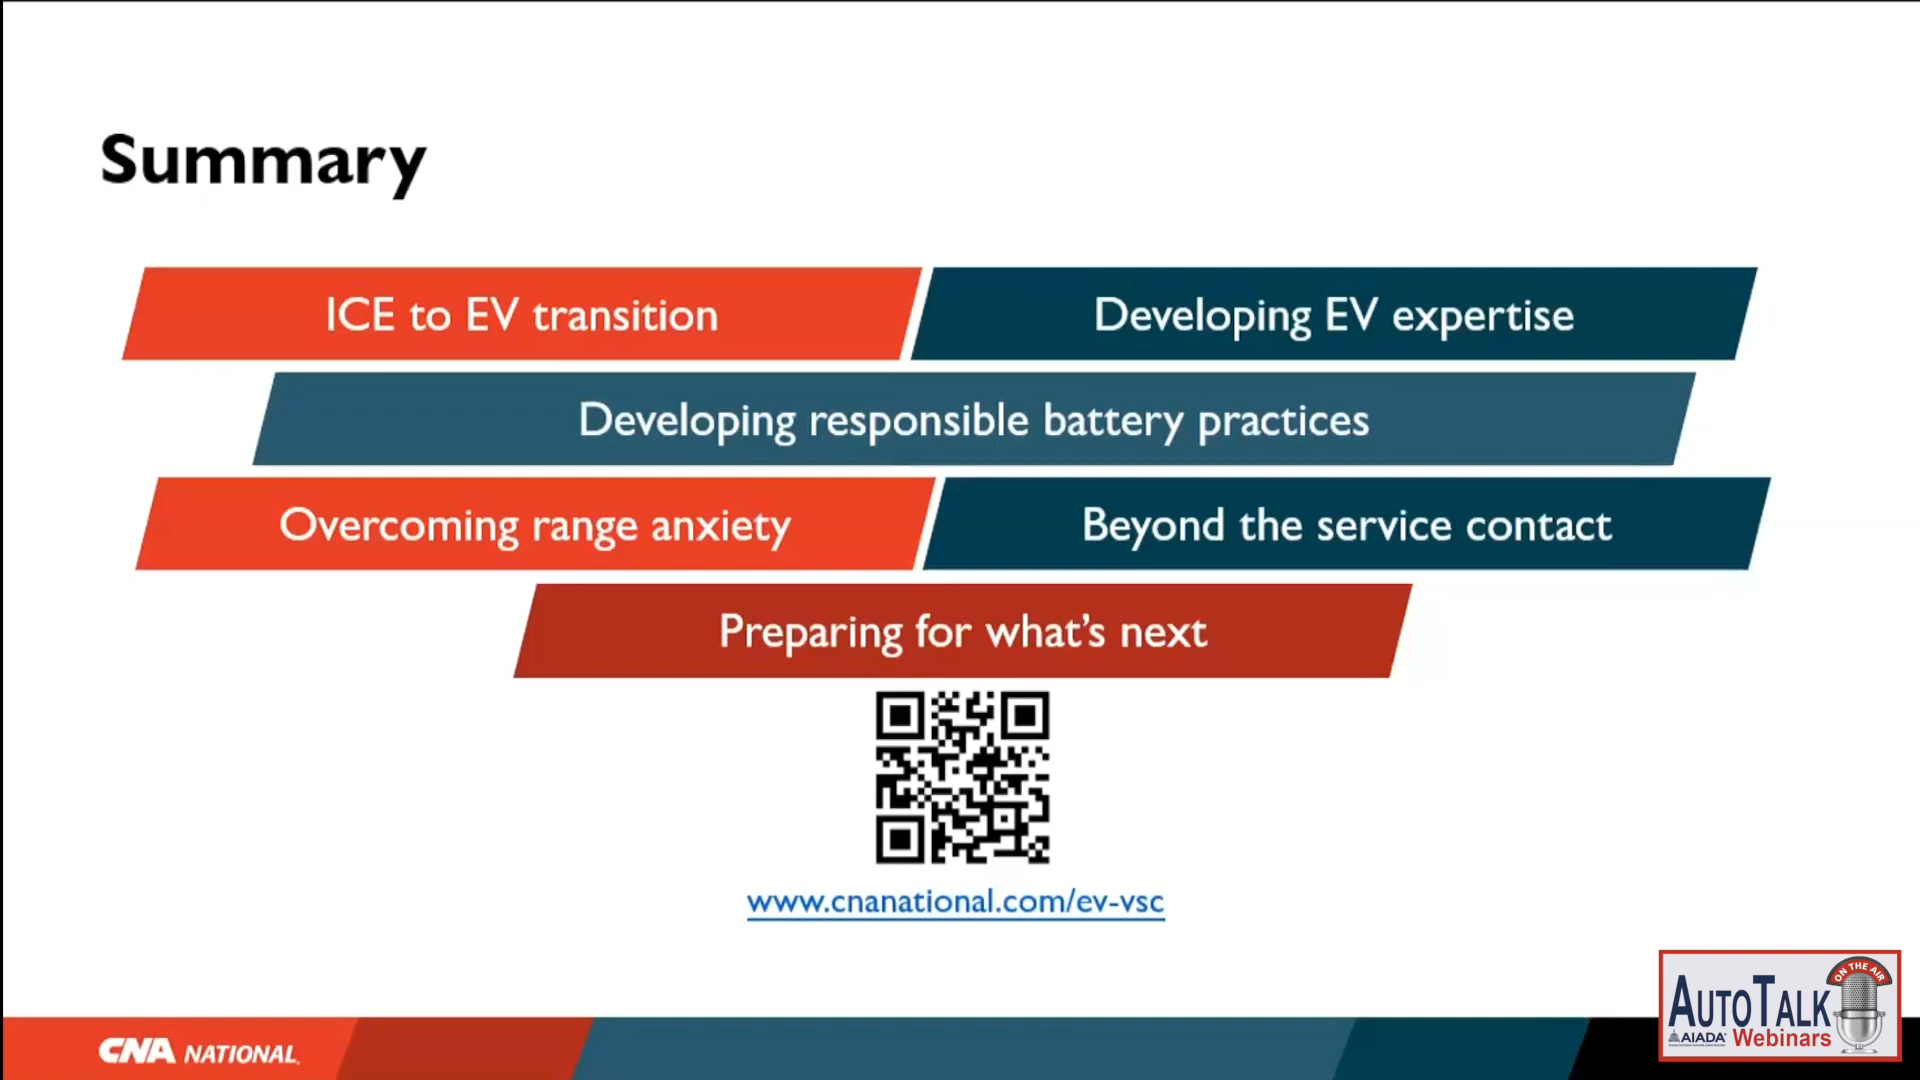 Summary
ICE to EV transition
Developing EV expertise
Developing responsible battery practices
Overcoming range anxiety
Beyond the service contact
Preparing for what's next
www.cnanational.com/ev-vsc
CNA NATIONAL
ON THE AIR
AUTOTALK
AIADA Webinars